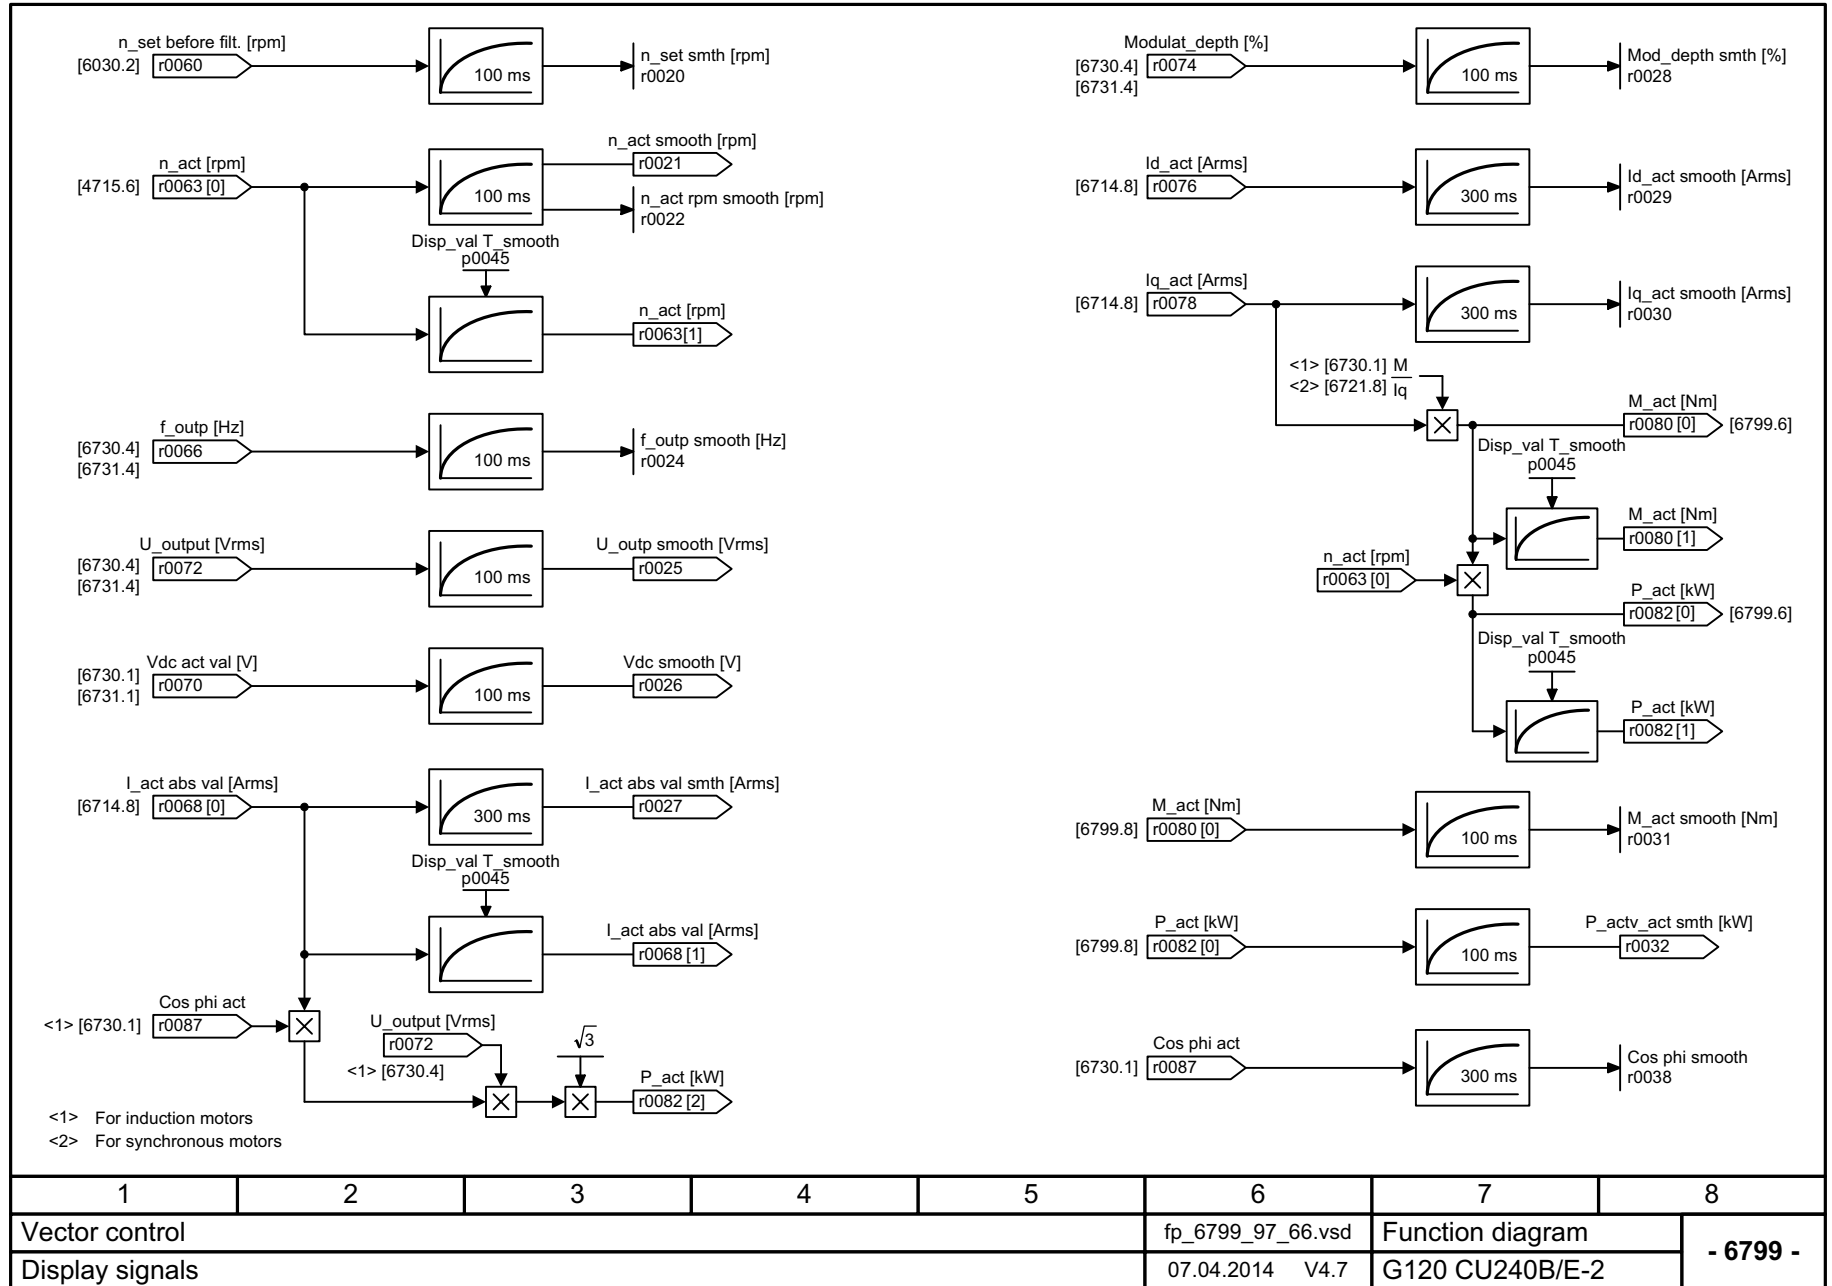 n_set before filt. [rpm]
[6030.2] r0060
100 ms
n_set smth [rpm]
r0020
n_act [rpm]
[4715.6] r0063 [0]
100 ms
n_act smooth [rpm]
r0021
n_act rpm smooth [rpm]
r0022
Disp_val T_smooth
p0045
n_act [rpm]
r0063[1]
f_outp [Hz]
[6730.4] r0066
[6731.4]
100 ms
f_outp smooth [Hz]
r0024
U_output [Vrms]
[6730.4] r0072
[6731.4]
100 ms
U_outp smooth [Vrms]
r0025
Vdc act val [V]
[6730.1] r0070
[6731.1]
100 ms
Vdc smooth [V]
r0026
I_act abs val [Arms]
[6714.8] r0068 [0]
300 ms
I_act abs val smth [Arms]
r0027
Disp_val T_smooth
p0045
I_act abs val [Arms]
r0068 [1]
Cos phi act
<1> [6730.1] r0087
U_output [Vrms]
r0072
<1> [6730.4]
√3
P_act [kW]
r0082 [2]
<1> For induction motors
<2> For synchronous motors
Modulat_depth [%]
[6730.4] r0074
[6731.4]
100 ms
Mod_depth smth [%]
r0028
Id_act [Arms]
[6714.8] r0076
300 ms
Id_act smooth [Arms]
r0029
Iq_act [Arms]
[6714.8] r0078
300 ms
Iq_act smooth [Arms]
r0030
<1> [6730.1] M
<2> [6721.8] Iq
M_act [Nm]
r0080 [0] [6799.6]
Disp_val T_smooth
p0045
M_act [Nm]
r0080 [1]
n_act [rpm]
r0063 [0]
P_act [kW]
r0082 [0] [6799.6]
Disp_val T_smooth
p0045
P_act [kW]
r0082 [1]
M_act [Nm]
[6799.8] r0080 [0]
100 ms
M_act smooth [Nm]
r0031
P_act [kW]
[6799.8] r0082 [0]
100 ms
P_actv_act smth [kW]
r0032
Cos phi act
[6730.1] r0087
300 ms
Cos phi smooth
r0038
1 2 3 4 5 6 7 8
Vector control fp_6799_97_66.vsd Function diagram
- 6799 -
Display signals 07.04.2014 V4.7 G120 CU240B/E-2